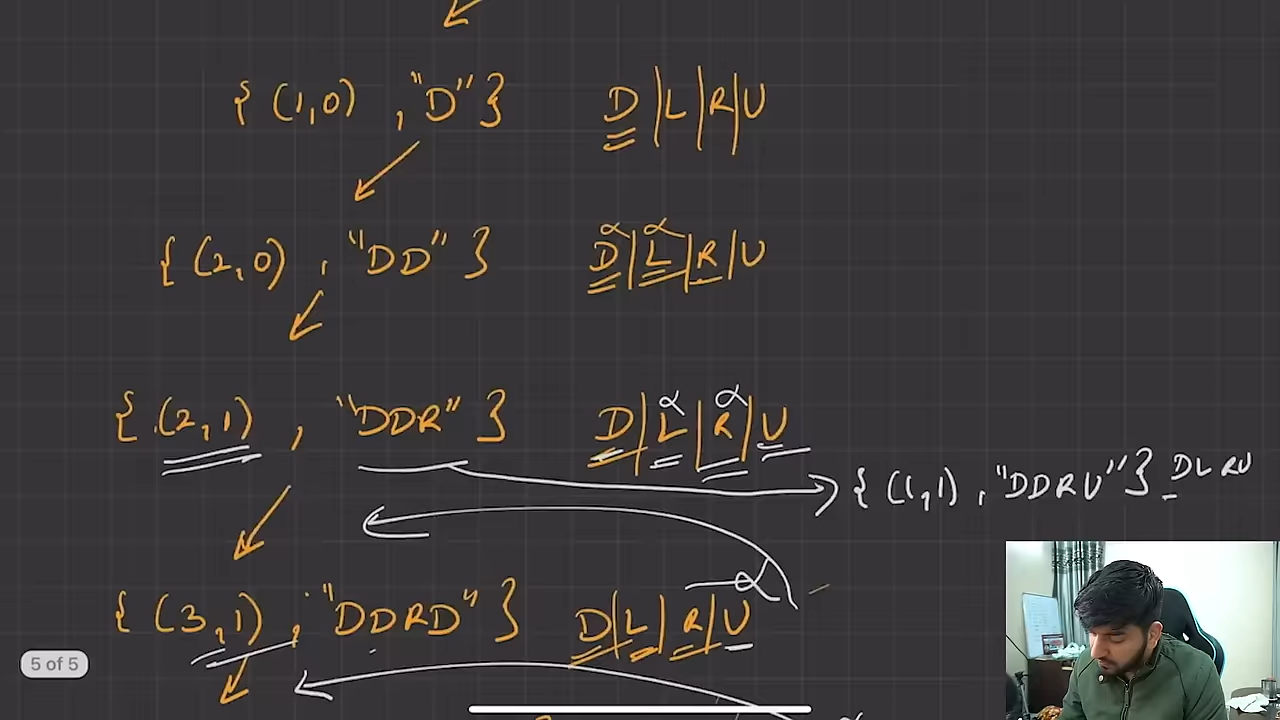 { (1,0) , "D" } D | L | R | U
{ (2,0) , "DD" } D | L | R | U
{ (2,1) , "DDR" } D | L | R | U
{ (1,1) , "DDRU" } DLRU
{ (3,1) , "DDRD" } D | L | R | U
5 of 5